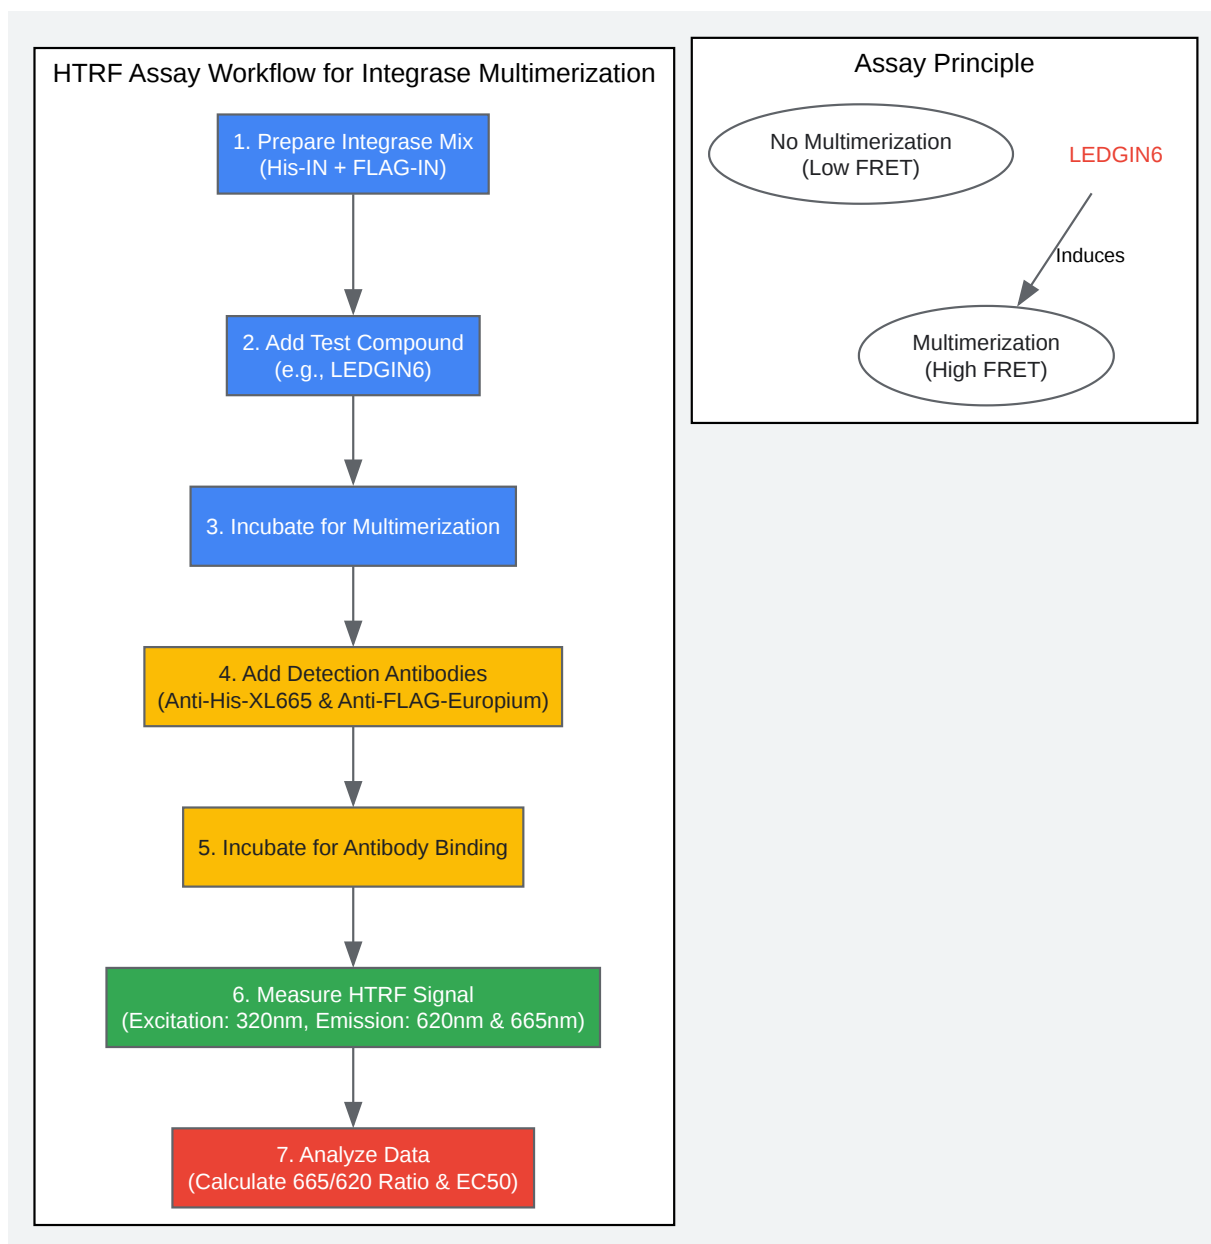 HTRF Assay Workflow for Integrase Multimerization
1. Prepare Integrase Mix
(His-IN + FLAG-IN)
2. Add Test Compound
(e.g., LEDGIN6)
3. Incubate for Multimerization
4. Add Detection Antibodies
(Anti-His-XL665 & Anti-FLAG-Europium)
5. Incubate for Antibody Binding
6. Measure HTRF Signal
(Excitation: 320nm, Emission: 620nm & 665nm)
7. Analyze Data
(Calculate 665/620 Ratio & EC50)
Assay Principle
No Multimerization
(Low FRET)
LEDGIN6
Induces
Multimerization
(High FRET)